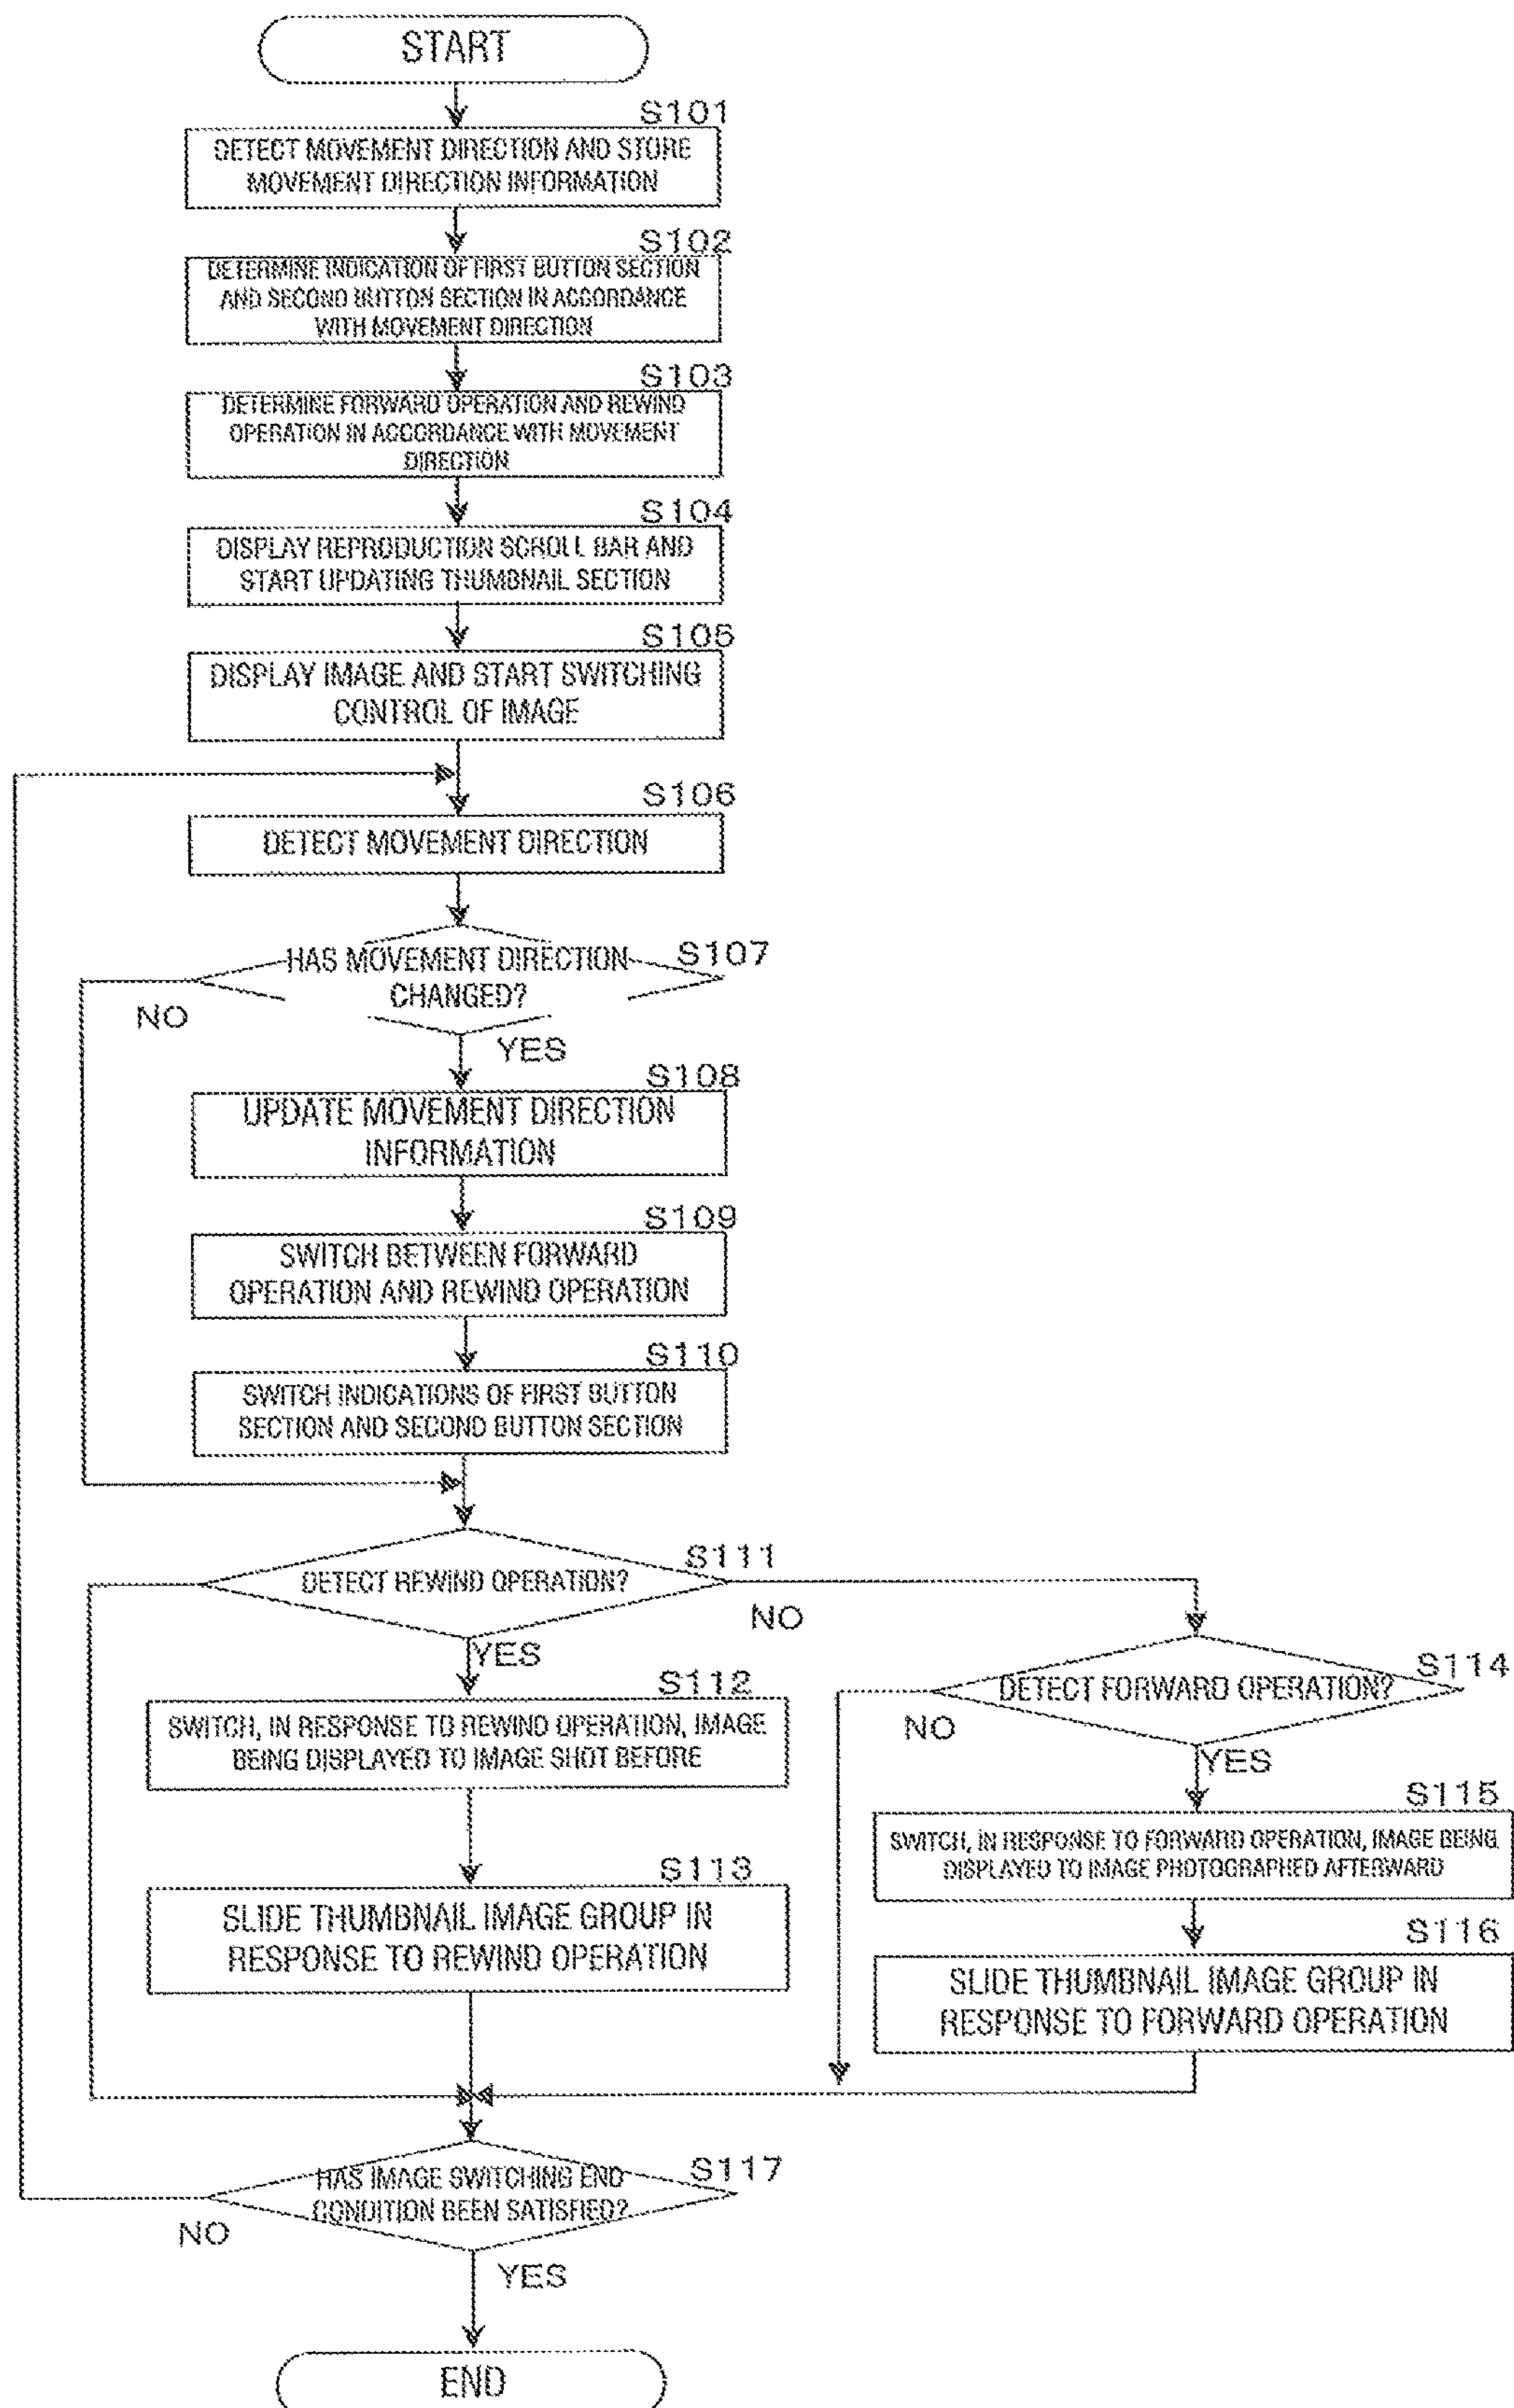 START
S101
DETECT MOVEMENT DIRECTION AND STORE
MOVEMENT DIRECTION INFORMATION
S102
DETERMINE INDICATION OF FIRST BUTTON SECTION
AND SECOND BUTTON SECTION IN ACCORDANCE
WITH MOVEMENT DIRECTION
S103
DETERMINE FORWARD OPERATION AND REWIND
OPERATION IN ACCORDANCE WITH MOVEMENT
DIRECTION
S104
DISPLAY REPRODUCTION SCROLL BAR AND
START UPDATING THUMBNAIL SECTION
S105
DISPLAY IMAGE AND START SWITCHING
CONTROL OF IMAGE
S106
DETECT MOVEMENT DIRECTION
S107
HAS MOVEMENT DIRECTION
CHANGED?
NO
YES
S108
UPDATE MOVEMENT DIRECTION
INFORMATION
S109
SWITCH BETWEEN FORWARD
OPERATION AND REWIND OPERATION
S110
SWITCH INDICATIONS OF FIRST BUTTON
SECTION AND SECOND BUTTON SECTION
S111
DETECT REWIND OPERATION?
NO
YES
S112
SWITCH, IN RESPONSE TO REWIND OPERATION, IMAGE
BEING DISPLAYED TO IMAGE SHOT BEFORE
S113
SLIDE THUMBNAIL IMAGE GROUP IN
RESPONSE TO REWIND OPERATION
S114
DETECT FORWARD OPERATION?
NO
YES
S115
SWITCH, IN RESPONSE TO FORWARD OPERATION, IMAGE BEING
DISPLAYED TO IMAGE PHOTOGRAPHED AFTERWARD
S116
SLIDE THUMBNAIL IMAGE GROUP IN
RESPONSE TO FORWARD OPERATION
S117
HAS IMAGE SWITCHING END
CONDITION BEEN SATISFIED?
NO
YES
END